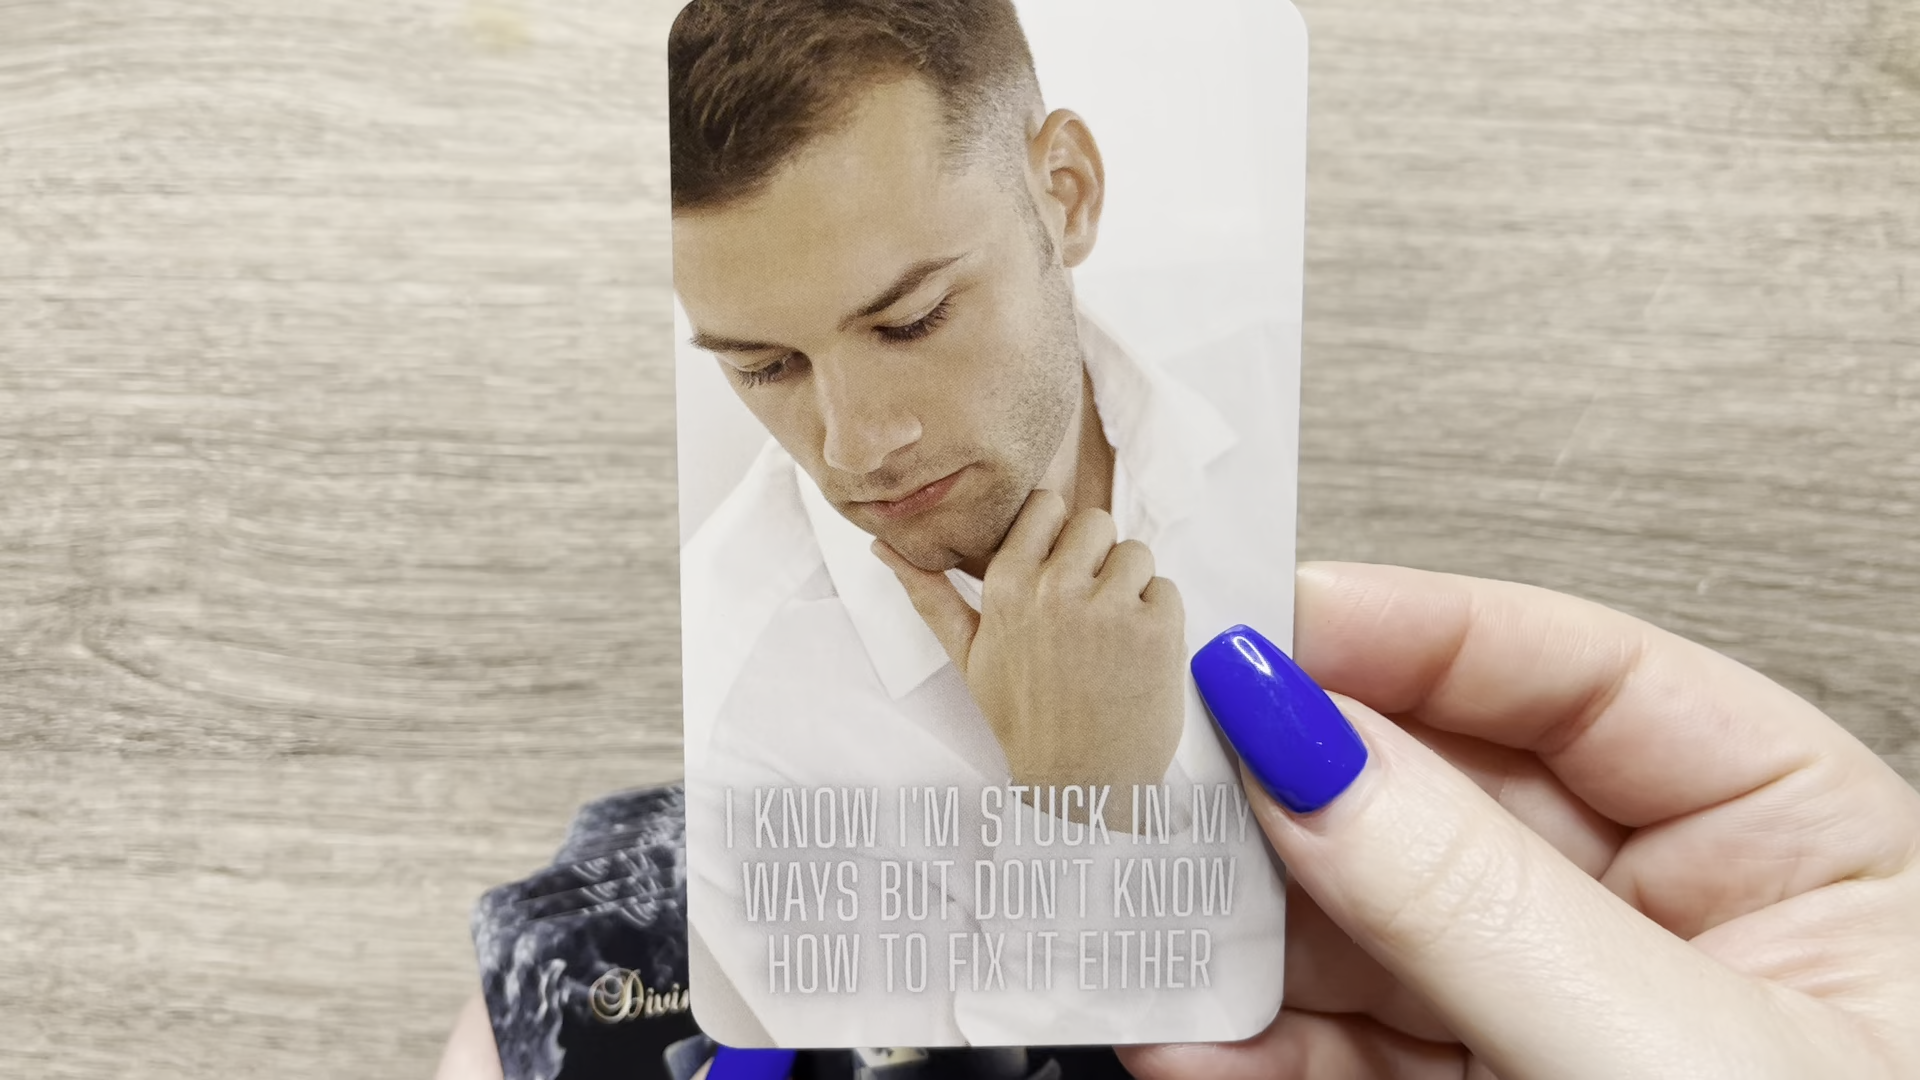 I KNOW I'M STUCK IN MY
WAYS BUT DON'T KNOW
HOW TO FIX IT EITHER